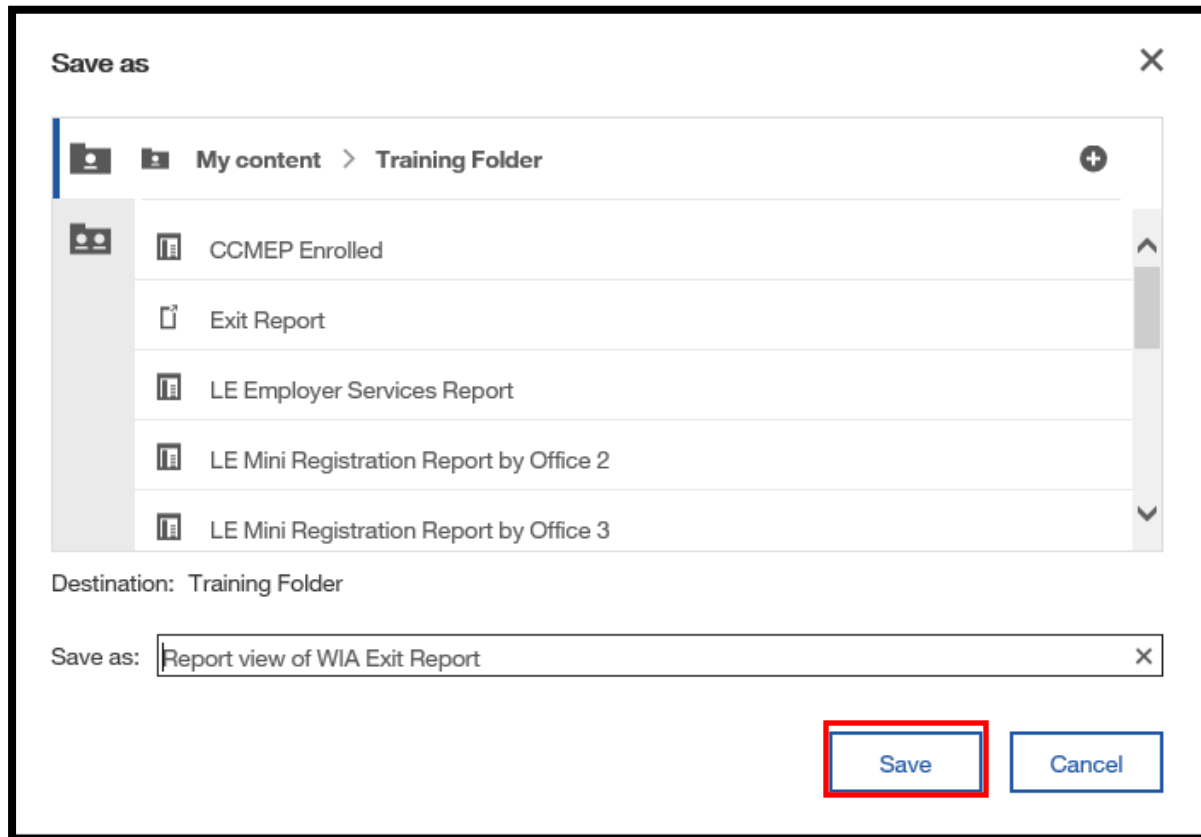 Save as
My content > Training Folder
CCMEP Enrolled
Exit Report
LE Employer Services Report
LE Mini Registration Report by Office 2
LE Mini Registration Report by Office 3
Destination: Training Folder
Save as: Report view of WIA Exit Report
Save Cancel